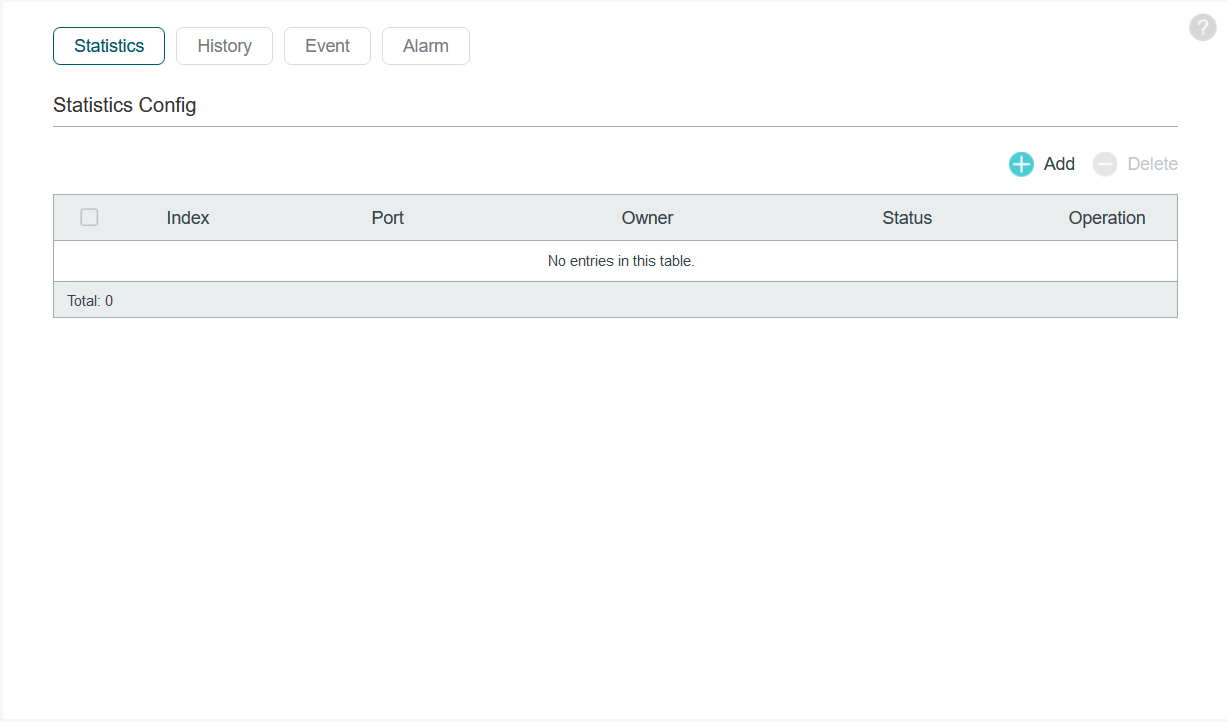 Statistics History Event Alarm
?
Statistics Config
Add Delete
Index Port Owner Status Operation
No entries in this table.
Total: 0